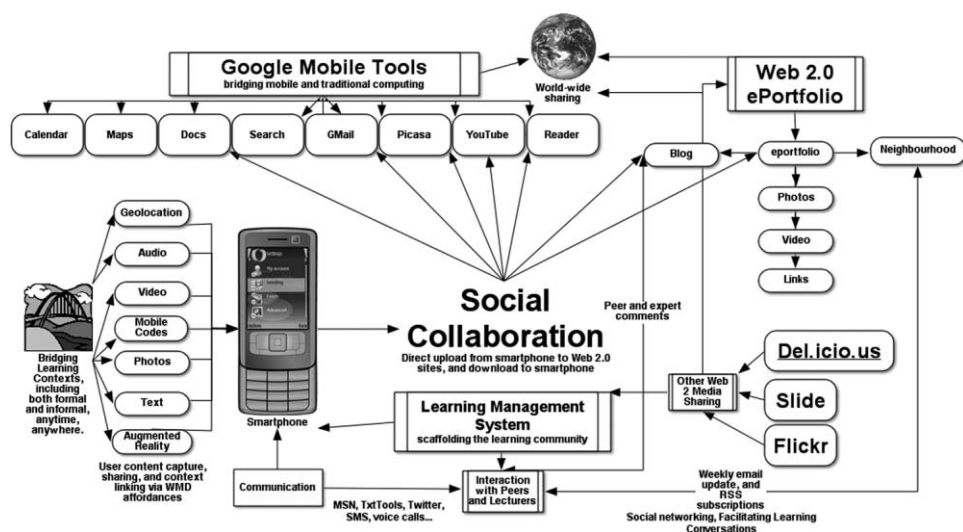 Google Mobile Tools
bridging mobile and traditional computing
World-wide
sharing
Web 2.0
ePortfolio
Calendar
Maps
Docs
Search
GMail
Picasa
YouTube
Reader
Blog
eportfolio
Neighbourhood
Photos
Video
Links
Geolocation
Audio
Video
Mobile
Codes
Photos
Text
Augmented
Reality
Bridging
Learning
Contexts,
including
both formal
and informal,
anytime,
anywhere.
User content capture,
sharing, and context
linking via WMD
affordances
My account
Smartphone
Social
Collaboration
Direct upload from smartphone to Web 2.0
sites, and download to smartphone
Peer and expert
comments
Del.icio.us
Slide
Flickr
Other Web
2 Media
Sharing
Learning Management
System
scaffolding the learning community
Communication
MSN, TxtTools, Twitter,
SMS, voice calls...
Interaction
with Peers
and Lecturers
Weekly email
update, and
RSS
subscriptions
Social networking, Facilitating Learning
Conversations